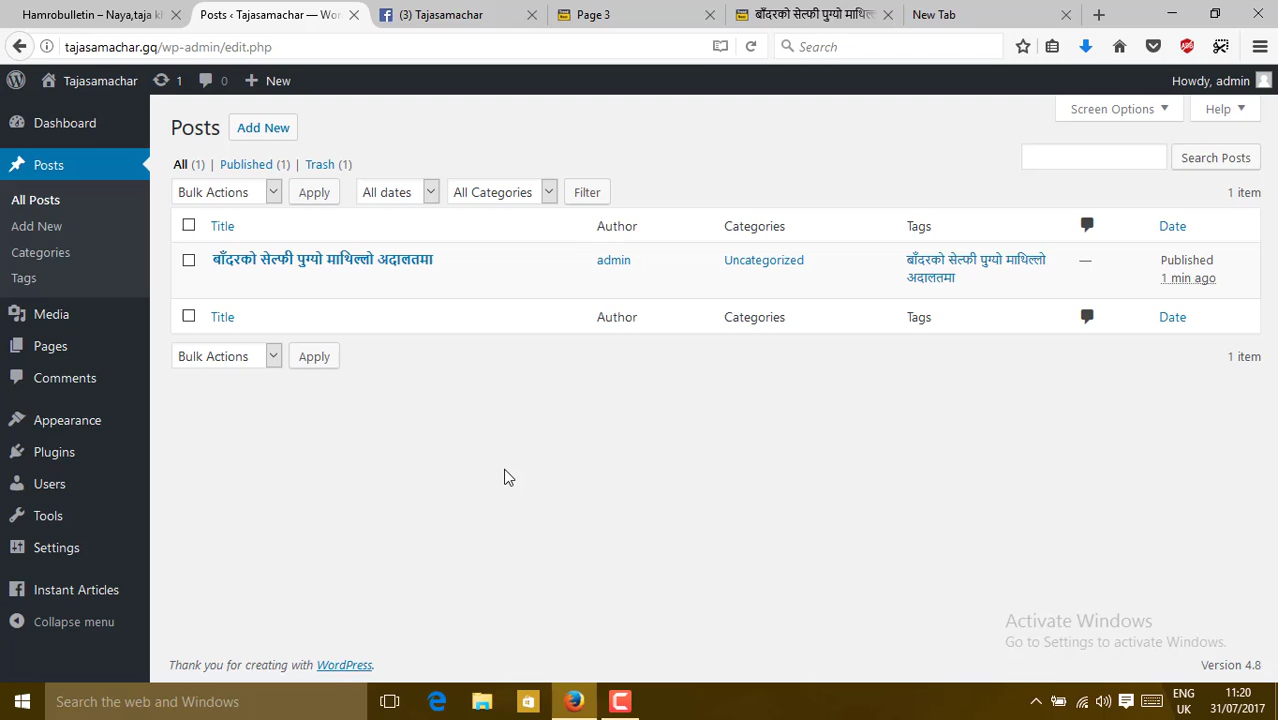 Hamrobulletin – Naya,taja kh
Posts ‹ Tajasamachar — Wor
(3) Tajasamachar
Page 3
बाँदरको सेल्फी पुग्यो माथिल्ल
New Tab
tajasamachar.gq/wp-admin/edit.php
Search
Tajasamachar 1 0 New
Howdy, admin
Dashboard
Posts
All Posts
Add New
Categories
Tags
Media
Pages
Comments
Appearance
Plugins
Users
Tools
Settings
Instant Articles
Collapse menu
Screen Options
Help
Posts Add New
All (1) | Published (1) | Trash (1)
Search Posts
Bulk Actions Apply All dates All Categories Filter
1 item
Title Author Categories Tags Date
बाँदरको सेल्फी पुग्यो माथिल्लो अदालतमा admin Uncategorized बाँदरको सेल्फी पुग्यो माथिल्लो — Published
अदालतमा 1 min ago
Title Author Categories Tags Date
Bulk Actions Apply
1 item
Activate Windows
Go to Settings to activate Windows.
Thank you for creating with WordPress.
Version 4.8
Search the web and Windows
ENG 11:20
UK 31/07/2017